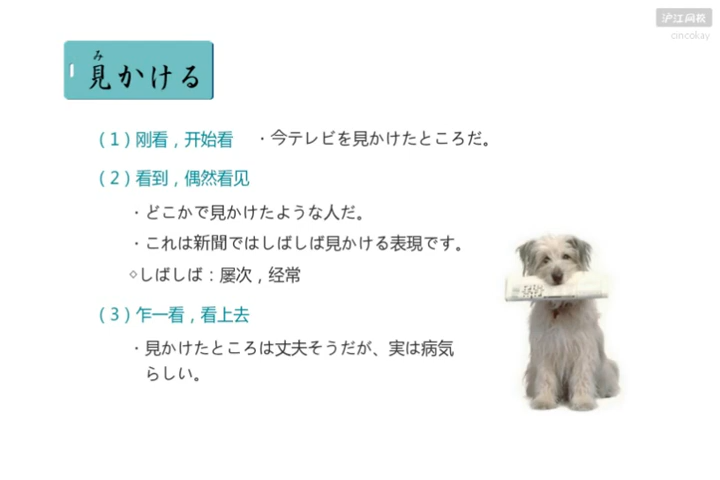 沪江网校
cincokay
み
見かける
（1）刚看，开始看 ・今テレビを見かけたところだ。
（2）看到，偶然看见
・どこかで見かけたような人だ。
・これは新聞ではしばしば見かける表現です。
◇しばしば：屡次，经常
（3）乍一看，看上去
・見かけたところは丈夫そうだが、実は病気
らしい。